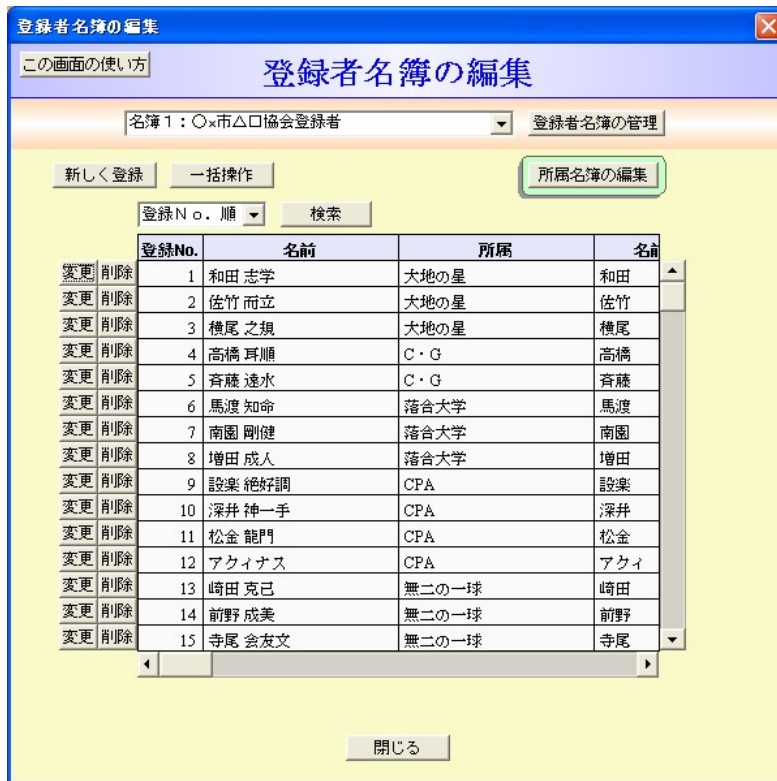 登録者名簿の編集
この画面の使い方
登録者名簿の編集
名簿1：○×市△口協会登録者
登録者名簿の管理
新しく登録 一括操作 所属名簿の編集
登録No．順 検索
登録No. 名前 所属 名前
変更 削除 1 和田 志学 大地の星 和田
変更 削除 2 佐竹 而立 大地の星 佐竹
変更 削除 3 横尾 之規 大地の星 横尾
変更 削除 4 高橋 耳順 C・G 高橋
変更 削除 5 斉藤 遠水 C・G 斉藤
変更 削除 6 馬渡 知命 落合大学 馬渡
変更 削除 7 南園 剛健 落合大学 南園
変更 削除 8 増田 成人 落合大学 増田
変更 削除 9 設楽 絶好調 CPA 設楽
変更 削除 10 深井 神一手 CPA 深井
変更 削除 11 松金 龍門 CPA 松金
変更 削除 12 アクィナス CPA アクィ
変更 削除 13 崎田 克己 無二の一球 崎田
変更 削除 14 前野 成美 無二の一球 前野
変更 削除 15 寺尾 会友文 無二の一球 寺尾
閉じる